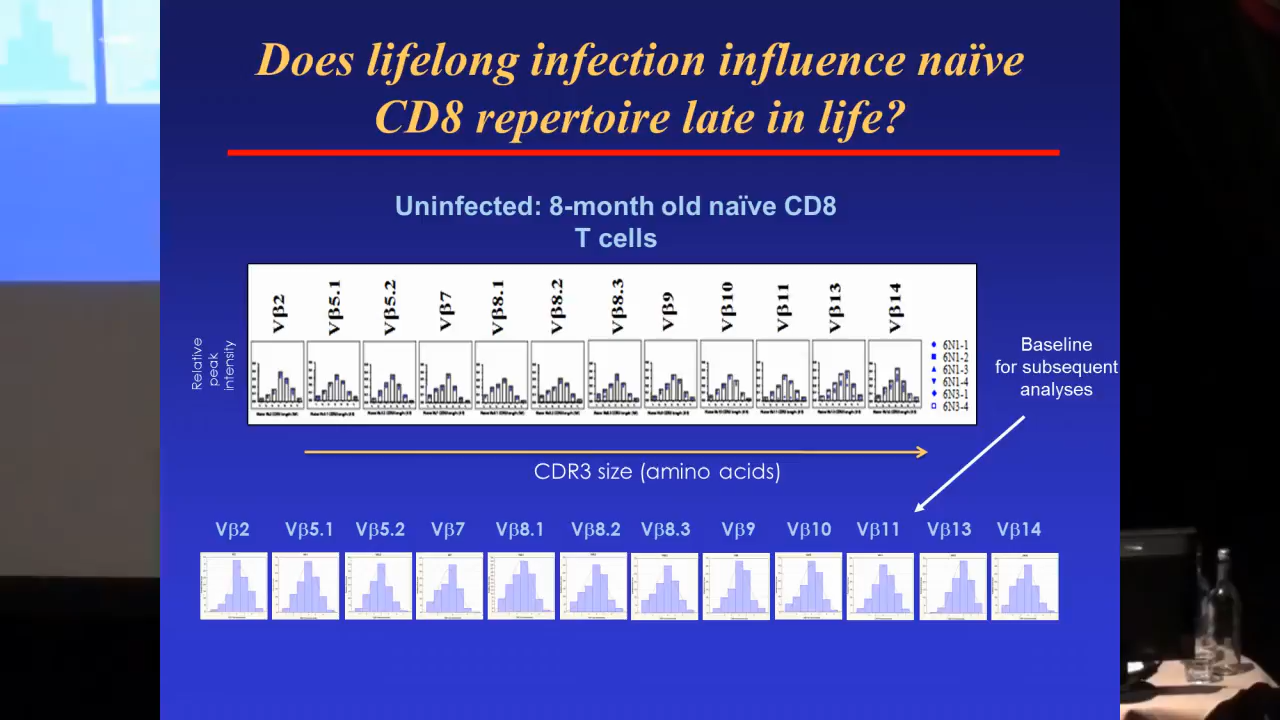 Does lifelong infection influence naïve
CD8 repertoire late in life?
Uninfected: 8-month old naïve CD8
T cells
Vβ2 Vβ5.1 Vβ5.2 Vβ7 Vβ8.1 Vβ8.2 Vβ8.3 Vβ9 Vβ10 Vβ11 Vβ13 Vβ14
Relative
peak
intensity
6N1-1
6N1-2
6N1-3
6N1-4
6N3-1
6N3-4
Baseline
for subsequent
analyses
CDR3 size (amino acids)
Vβ2 Vβ5.1 Vβ5.2 Vβ7 Vβ8.1 Vβ8.2 Vβ8.3 Vβ9 Vβ10 Vβ11 Vβ13 Vβ14